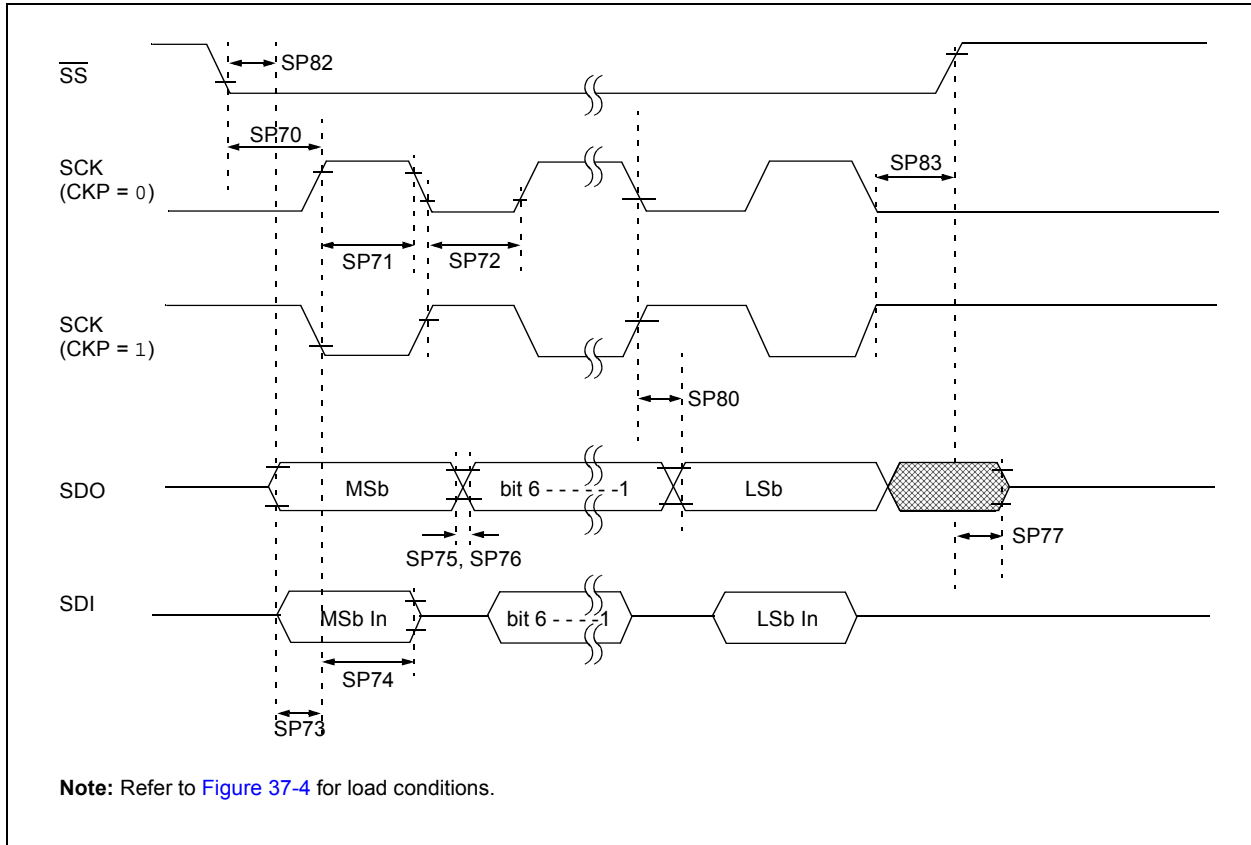 SS
SP82
SP70
SCK
(CKP = 0)
SP83
SP71
SP72
SCK
(CKP = 1)
SP80
SDO
MSb
bit 6 - - - - - -1
LSb
SP75, SP76
SP77
SDI
MSb In
bit 6 - - - -1
LSb In
SP74
SP73
Note: Refer to Figure 37-4 for load conditions.